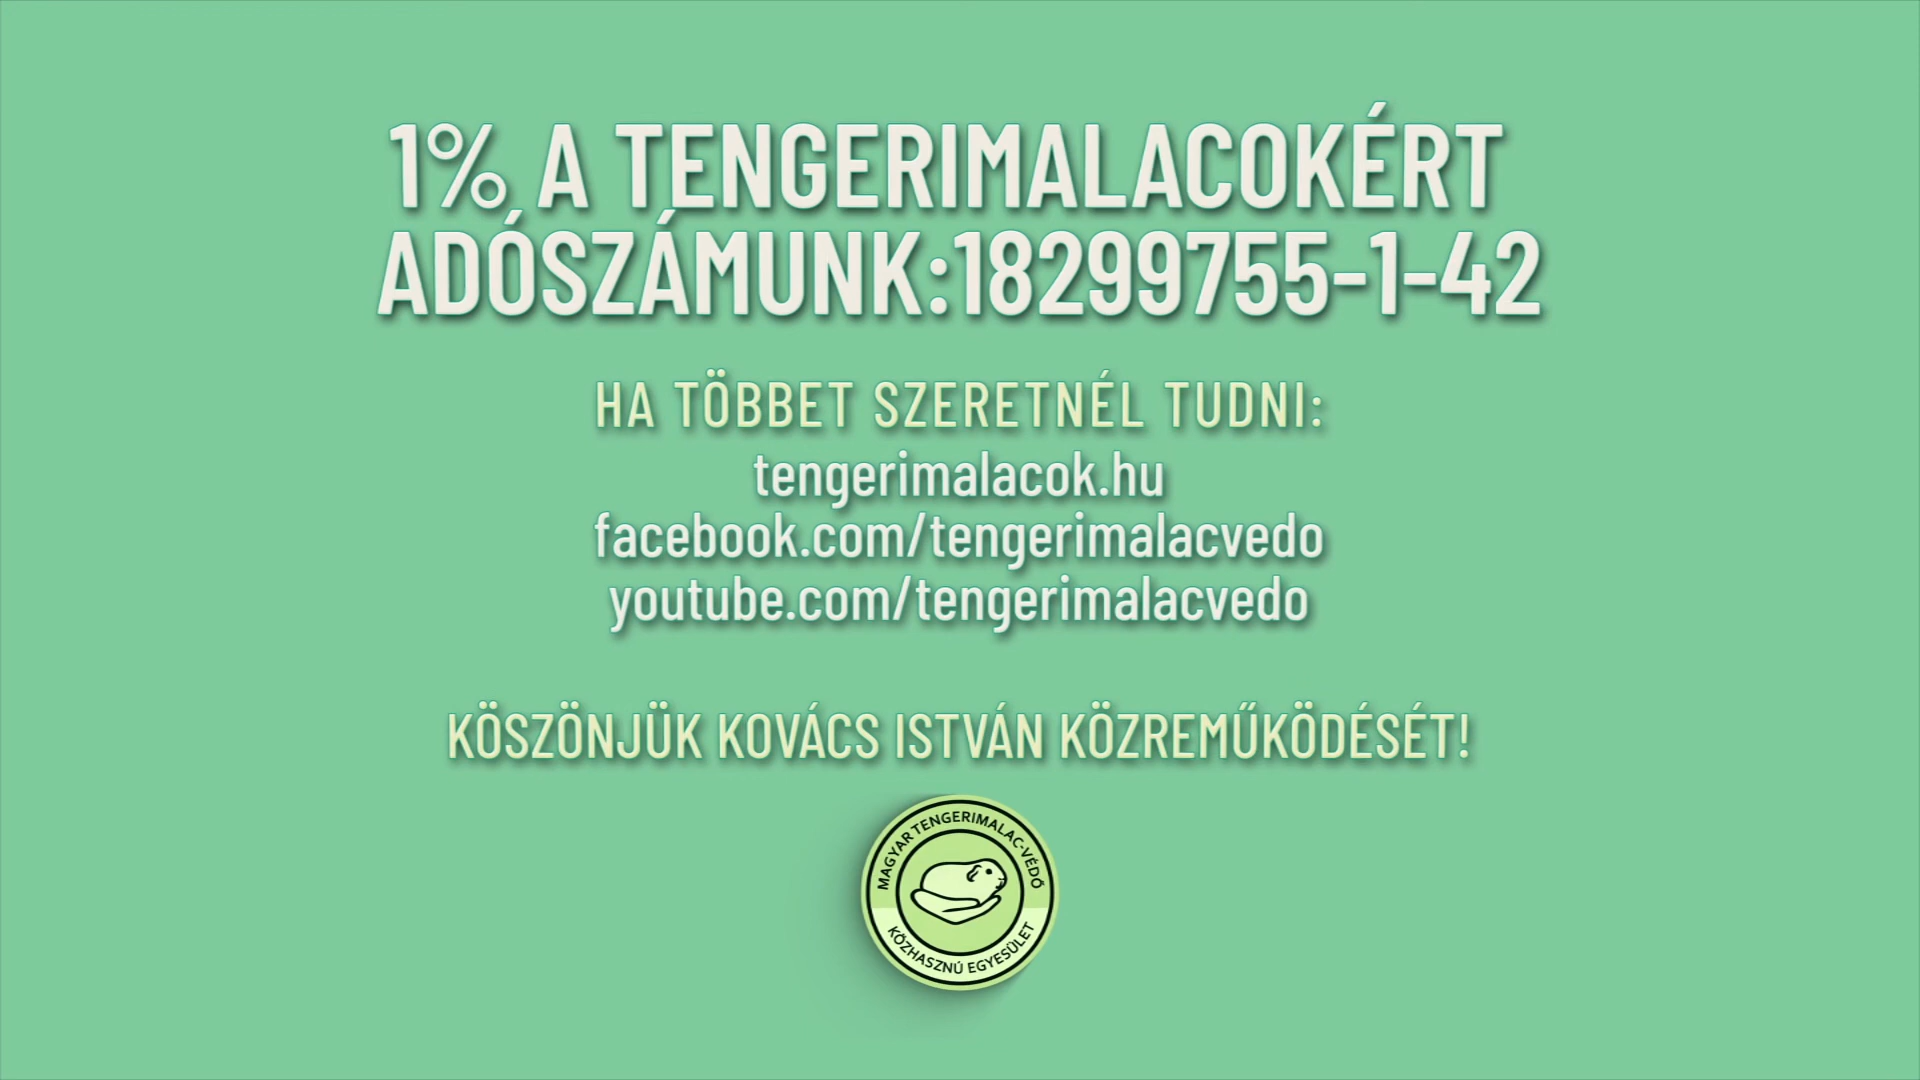 1% A TENGERIMALACOKÉRT
ADÓSZÁMUNK:18299755-1-42
HA TÖBBET SZERETNÉL TUDNI:
tengerimalacok.hu
facebook.com/tengerimalacvedo
youtube.com/tengerimalacvedo
KÖSZÖNJÜK KOVÁCS ISTVÁN KÖZREMŰKÖDÉSÉT!
MAGYAR TENGERIMALAC-VÉDŐ
KÖZHASZNÚ EGYESÜLET